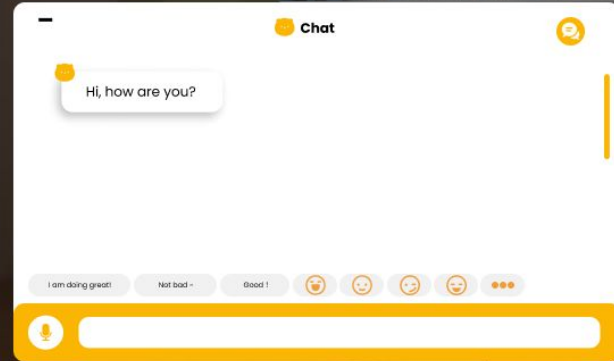 Chat
Hi, how are you?
I am doing great!
Not bad ~
Good !